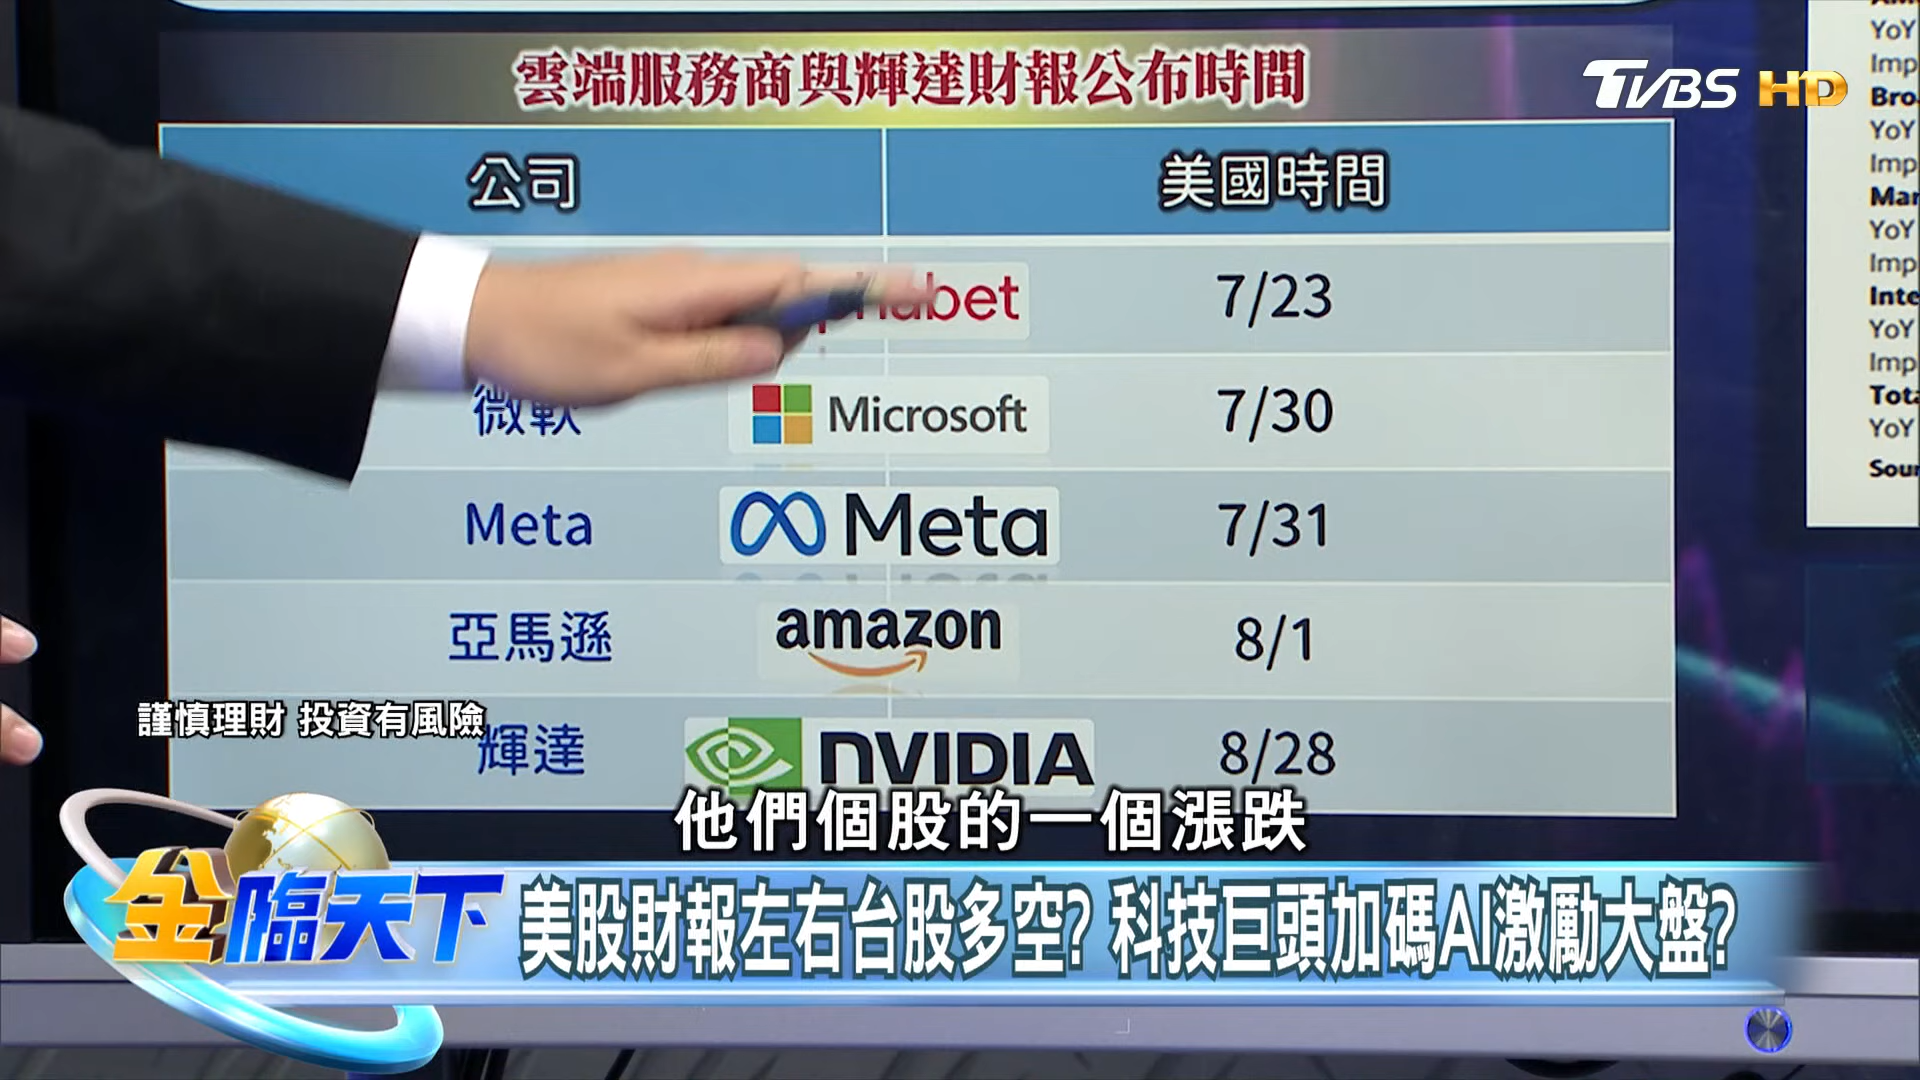 雲端服務商與輝達財報公布時間
TVBS HD
公司 美國時間
7/23
微軟 Microsoft 7/30
Meta Meta 7/31
亞馬遜 amazon 8/1
謹慎理財 投資有風險
輝達 NVIDIA 8/28
他們個股的一個漲跌
金臨天下
美股財報左右台股多空? 科技巨頭加碼AI激勵大盤?
YoY
Imp
YoY
Imp
YoY
Imp
YoY
Imp
YoY